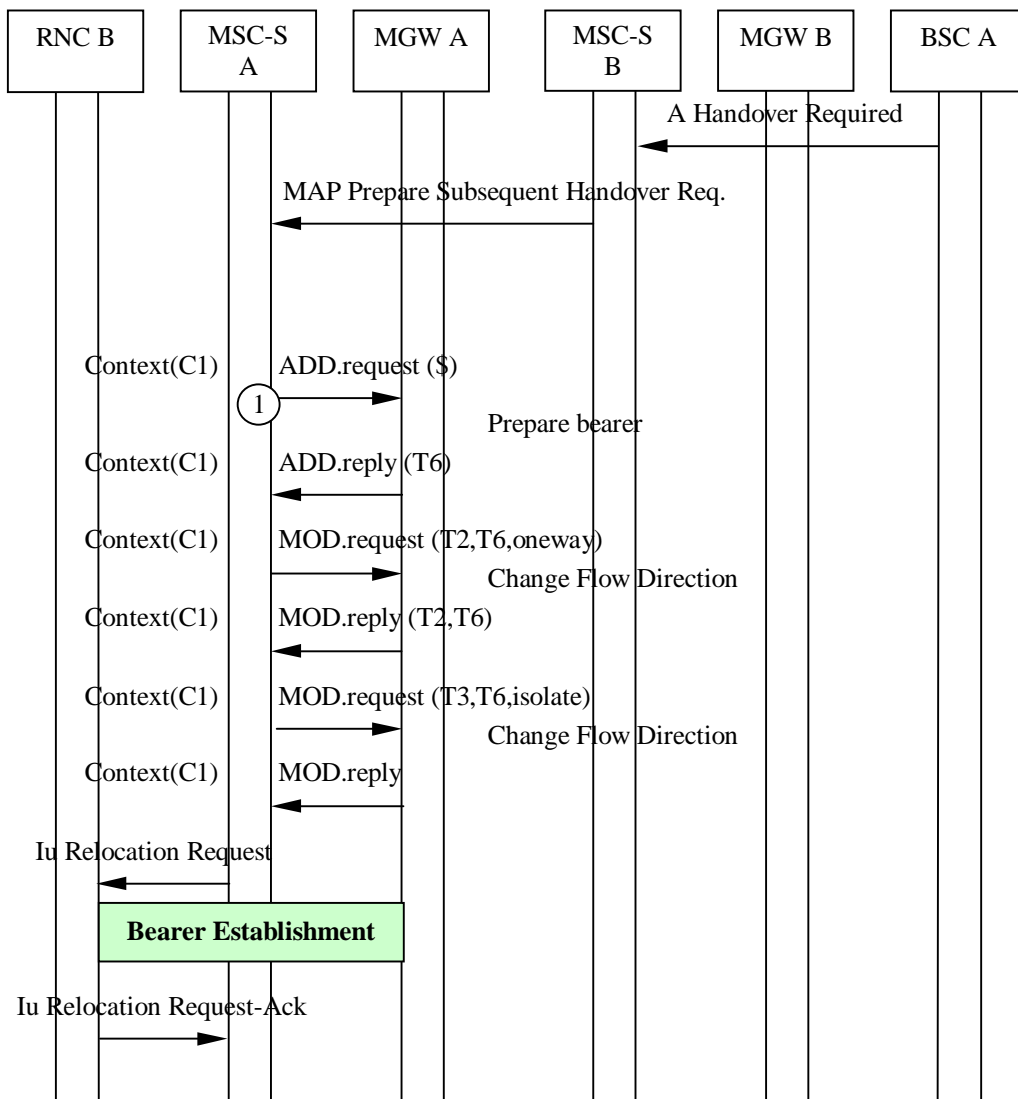 RNC B
MSC-S
A
MGW A
MSC-S
B
MGW B
BSC A
A Handover Required
MAP Prepare Subsequent Handover Req.
Context(C1) ADD.request ($)
1
Prepare bearer
Context(C1) ADD.reply (T6)
Context(C1) MOD.request (T2,T6,oneway)
Change Flow Direction
Context(C1) MOD.reply (T2,T6)
Context(C1) MOD.request (T3,T6,isolate)
Change Flow Direction
Context(C1) MOD.reply
Iu Relocation Request
Bearer Establishment
Iu Relocation Request-Ack